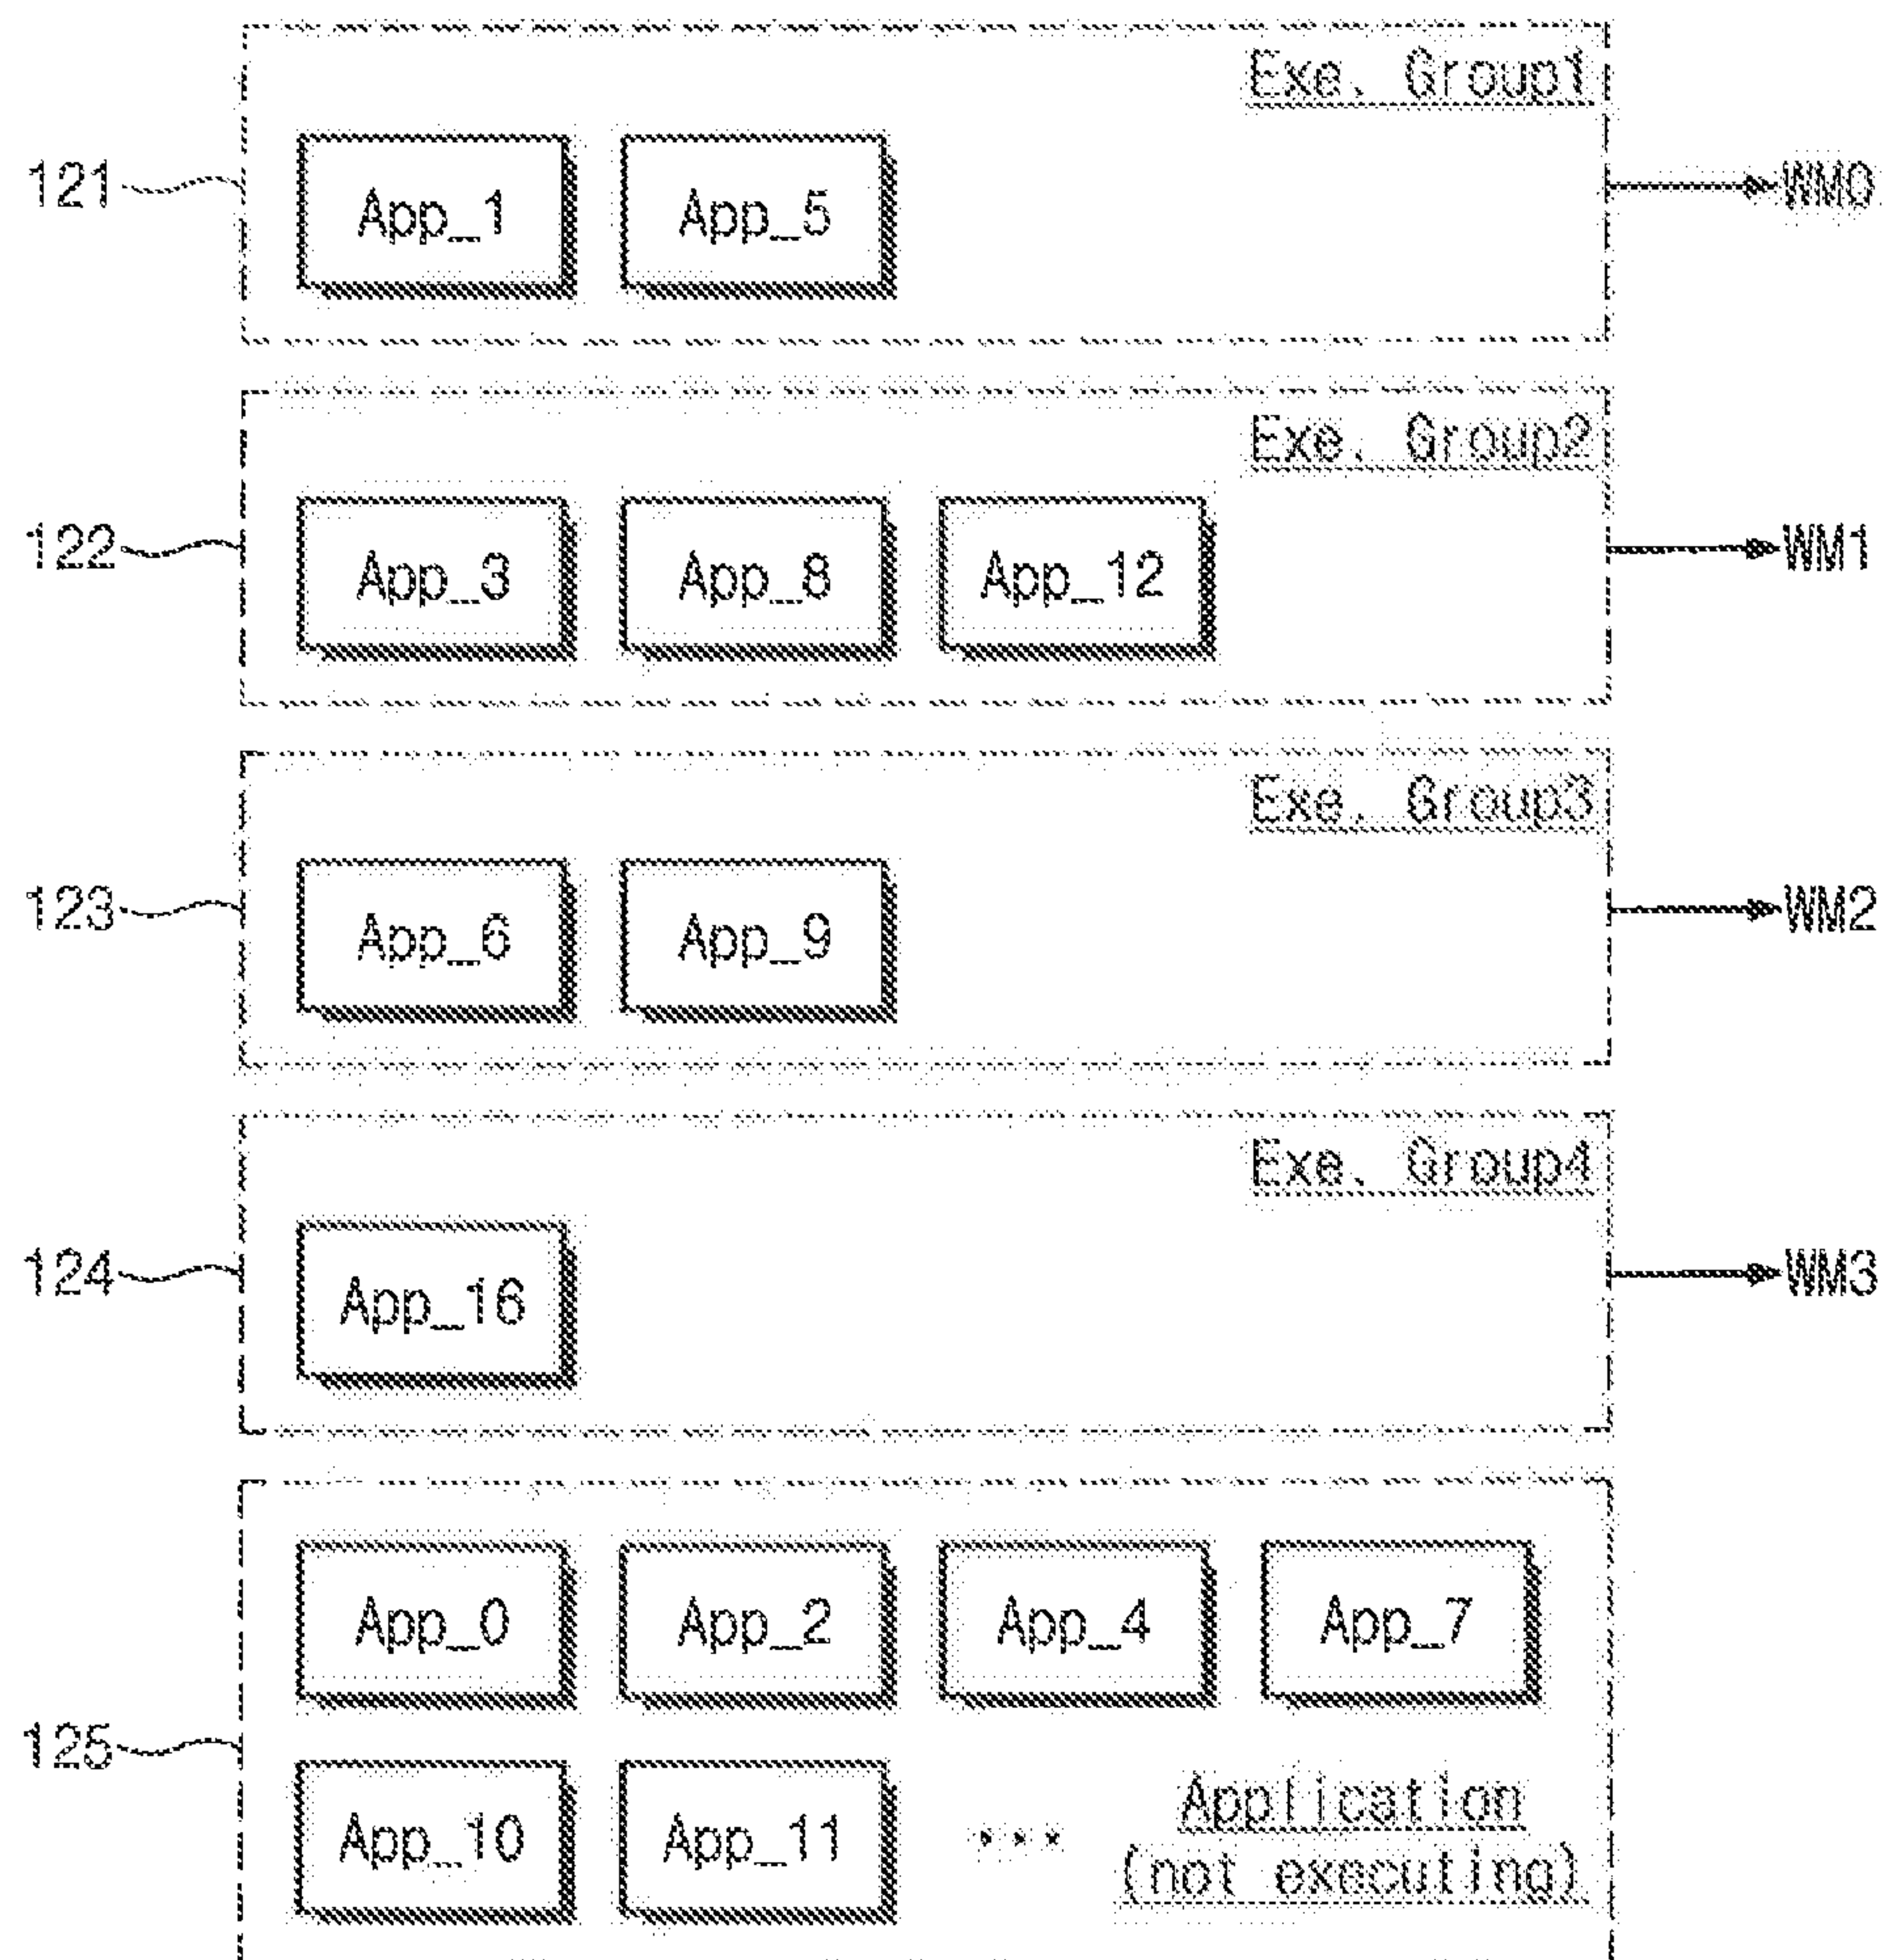 Exe. Group1
121
App_1 App_5
WM0
Exe. Group2
122
App_3 App_8 App_12
WM1
Exe. Group3
123
App_6 App_9
WM2
Exe. Group4
124
App_16
WM3
App_0 App_2 App_4 App_7
125
App_10 App_11 ... Application
(not executing)